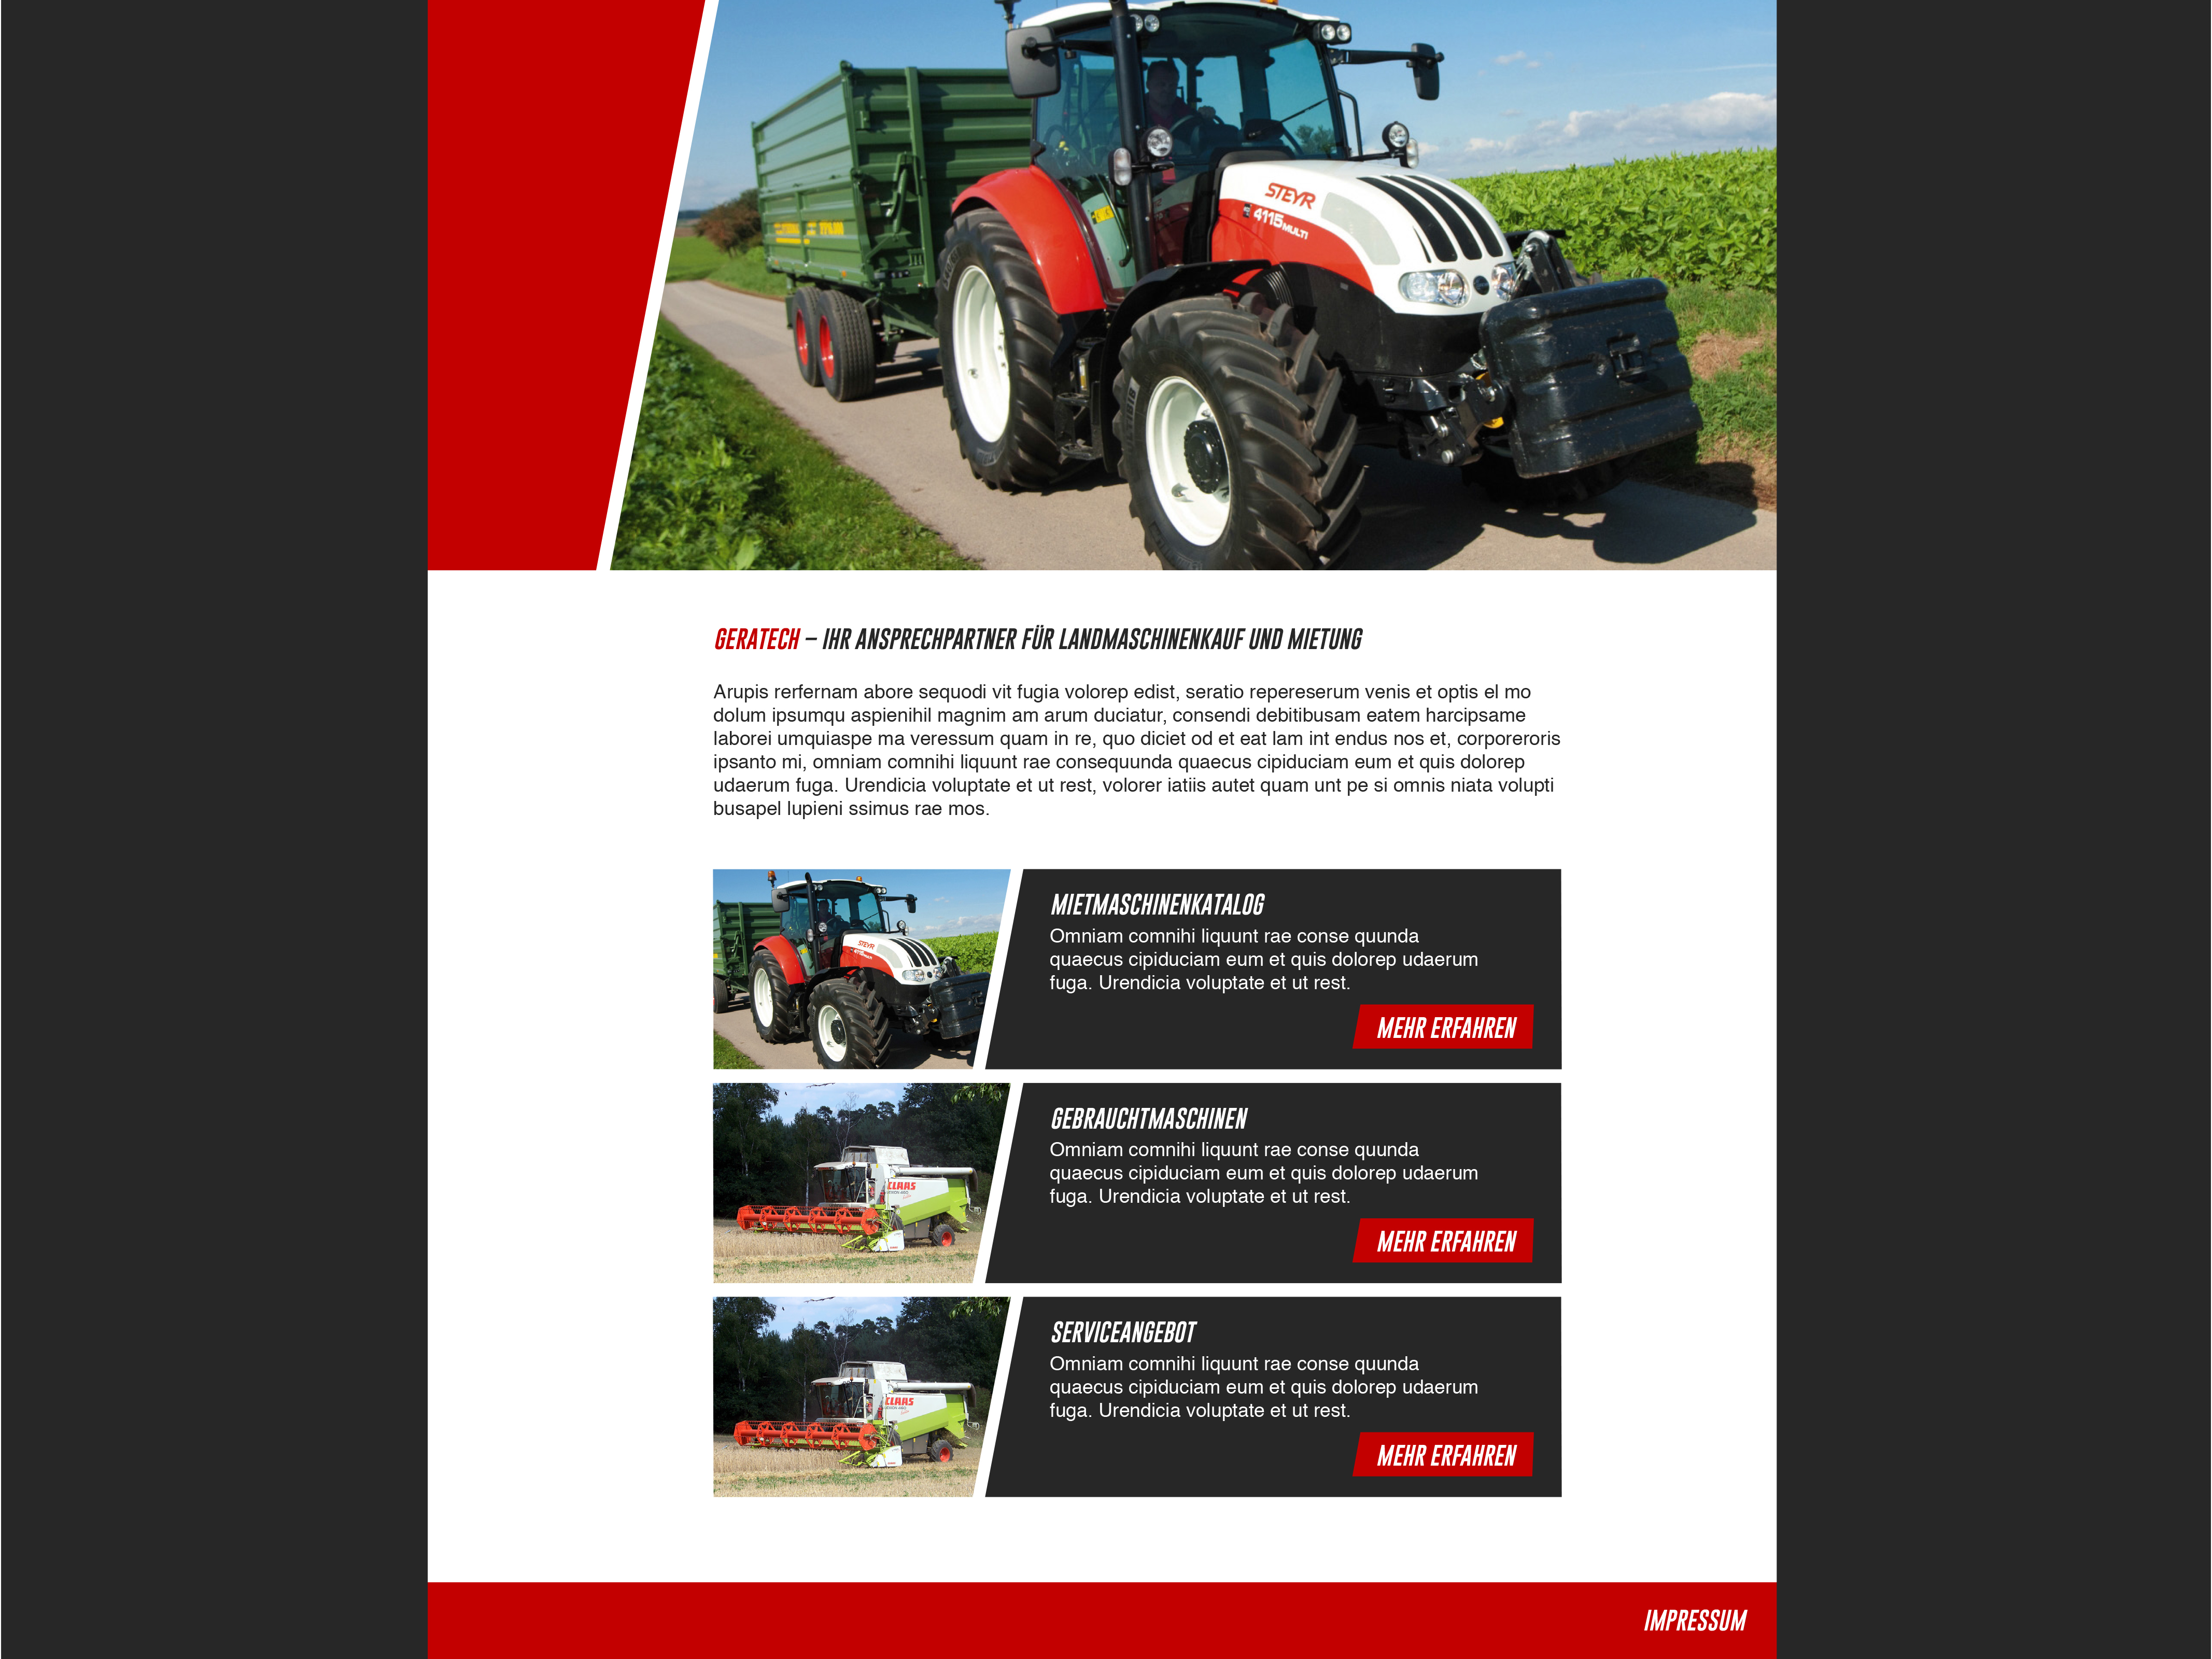 STEYR
4115 MULTI
GERATECH – IHR ANSPRECHPARTNER FÜR LANDMASCHINENKAUF UND MIETUNG
Arupis rerfernam abore sequodi vit fugia volorep edist, seratio repereserum venis et optis el mo
dolum ipsumqu aspienihil magnim am arum duciatur, consendi debitibusam eatem harcipsame
laborei umquiaspe ma veressum quam in re, quo diciet od et eat lam int endus nos et, corporeroris
ipsanto mi, omniam comnihi liquunt rae consequunda quaecus cipiduciam eum et quis dolorep
udaerum fuga. Urendicia voluptate et ut rest, volorer iatiis autet quam unt pe si omnis niata volupti
busapel lupieni ssimus rae mos.
STEYR
MIETMASCHINENKATALOG
Omniam comnihi liquunt rae conse quunda
quaecus cipiduciam eum et quis dolorep udaerum
fuga. Urendicia voluptate et ut rest.
MEHR ERFAHREN
CLAAS
GEBRAUCHTMASCHINEN
Omniam comnihi liquunt rae conse quunda
quaecus cipiduciam eum et quis dolorep udaerum
fuga. Urendicia voluptate et ut rest.
MEHR ERFAHREN
CLAAS
SERVICEANGEBOT
Omniam comnihi liquunt rae conse quunda
quaecus cipiduciam eum et quis dolorep udaerum
fuga. Urendicia voluptate et ut rest.
MEHR ERFAHREN
IMPRESSUM